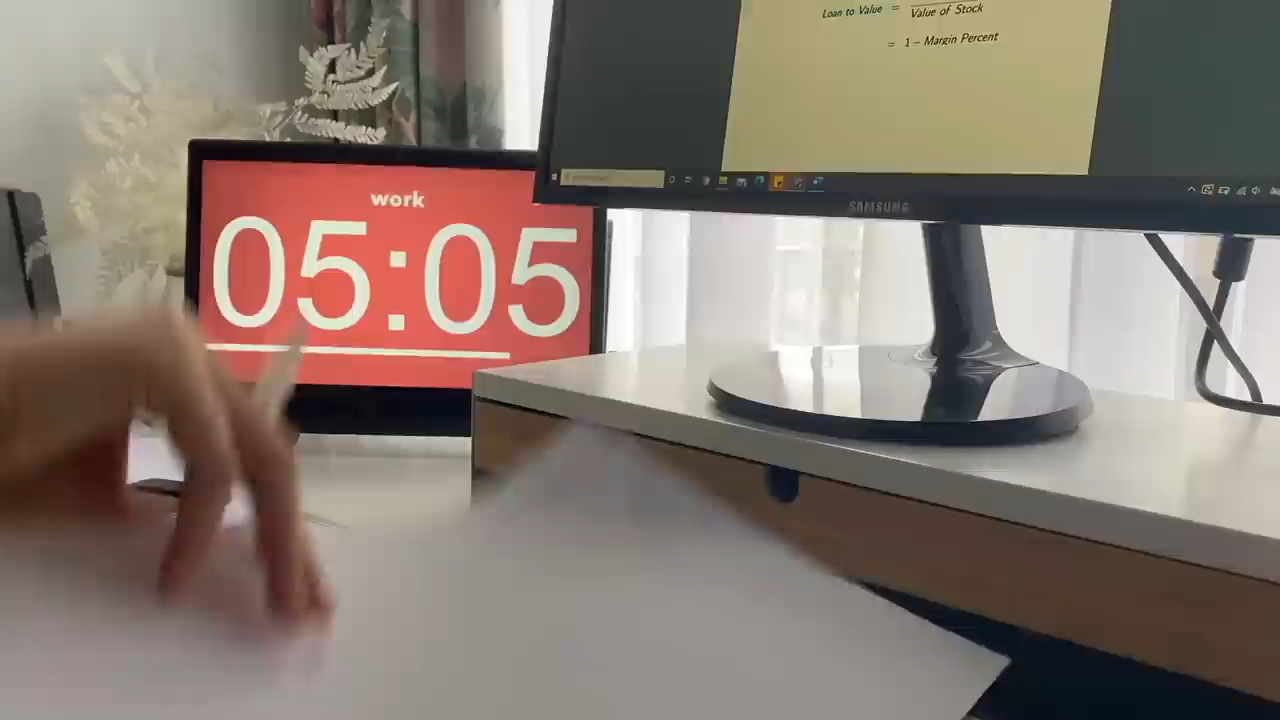 Loan to Value =
Value of Stock
= 1 - Margin Percent
work
05:05
SAMSUNG